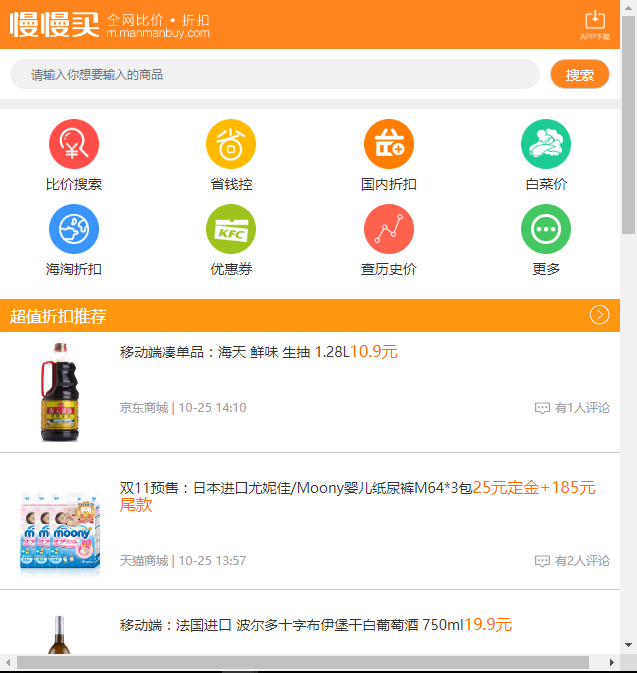 慢慢买 全网比价•折扣
m.manmanbuy.com
APP下载
请输入你想要输入的商品
搜索
比价搜索
省
省钱控
国内折扣
白菜价
海淘折扣
KFC
优惠券
查历史价
更多
超值折扣推荐
移动端凑单品：海天 鲜味 生抽 1.28L10.9元
京东商城 | 10-25 14:10
有1人评论
双11预售：日本进口尤妮佳/Moony婴儿纸尿裤M64*3包25元定金+185元
尾款
moony
天猫商城 | 10-25 13:57
有2人评论
移动端：法国进口 波尔多十字布伊堡干白葡萄酒 750ml19.9元